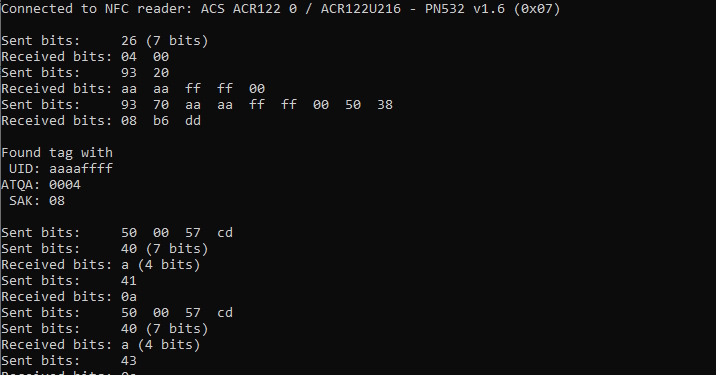 Connected to NFC reader: ACS ACR122 0 / ACR122U216 - PN532 v1.6 (0x07)
Sent bits:     26 (7 bits)
Received bits: 04  00
Sent bits:     93  20
Received bits: aa  aa  ff  ff  00
Sent bits:     93  70  aa  aa  ff  ff  00  50  38
Received bits: 08  b6  dd
Found tag with
 UID: aaaaffff
ATQA: 0004
 SAK: 08
Sent bits:     50  00  57  cd
Sent bits:     40 (7 bits)
Received bits: a (4 bits)
Sent bits:     41
Received bits: 0a
Sent bits:     50  00  57  cd
Sent bits:     40 (7 bits)
Received bits: a (4 bits)
Sent bits:     43
Received bits: